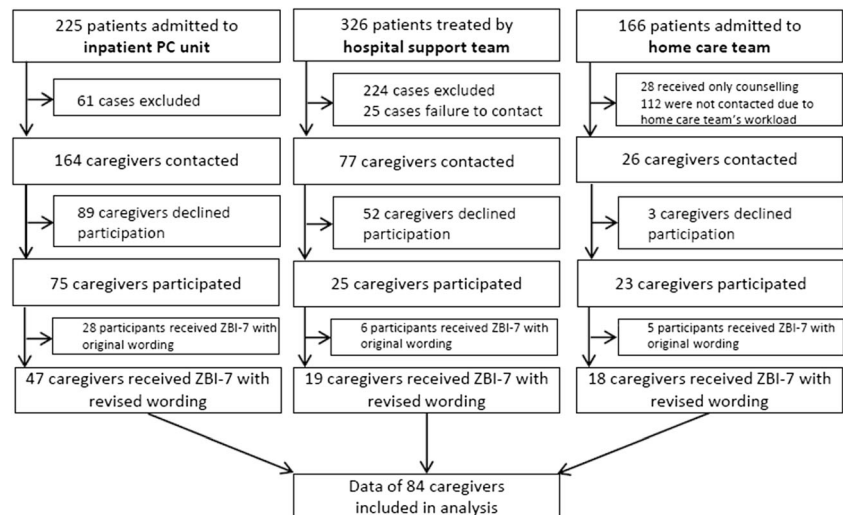 225 patients admitted to
inpatient PC unit
326 patients treated by
hospital support team
166 patients admitted to
home care team
61 cases excluded
224 cases excluded
25 cases failure to contact
28 received only counselling
112 were not contacted due to
home care team's workload
164 caregivers contacted
77 caregivers contacted
26 caregivers contacted
89 caregivers declined
participation
52 caregivers declined
participation
3 caregivers declined
participation
75 caregivers participated
25 caregivers participated
23 caregivers participated
28 participants received ZBI-7 with
original wording
6 participants received ZBI-7 with
original wording
5 participants received ZBI-7 with
original wording
47 caregivers received ZBI-7 with
revised wording
19 caregivers received ZBI-7 with
revised wording
18 caregivers received ZBI-7 with
revised wording
Data of 84 caregivers
included in analysis